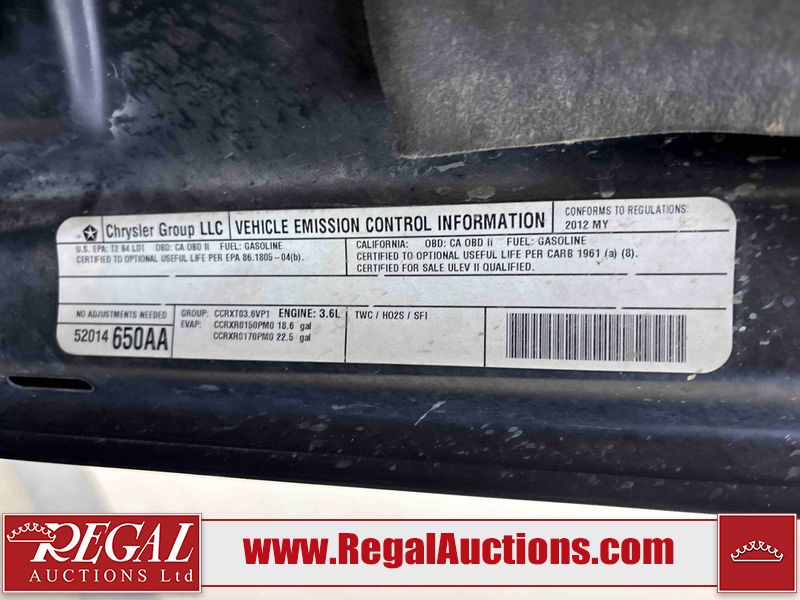 Chrysler Group LLC
VEHICLE EMISSION CONTROL INFORMATION
CONFORMS TO REGULATIONS:
2012 MY
U.S. EPA: T2 B4 LDT OBD: CA OBD II FUEL: GASOLINE
CERTIFIED TO OPTIONAL USEFUL LIFE PER EPA 86.1805-04(b).
CALIFORNIA: OBD: CA OBD II FUEL: GASOLINE
CERTIFIED TO OPTIONAL USEFUL LIFE PER CARB 1961 (a) (8).
CERTIFIED FOR SALE ULEV II QUALIFIED.
NO ADJUSTMENTS NEEDED
52014 650AA
GROUP: CCRXT03.6VP1 ENGINE: 3.6L
EVAP: CCRXR0150PM0 18.6 gal
CCRXR0170PM0 22.5 gal
TWC / HO2S / SFI
REGAL
AUCTIONS Ltd
www.RegalAuctions.com